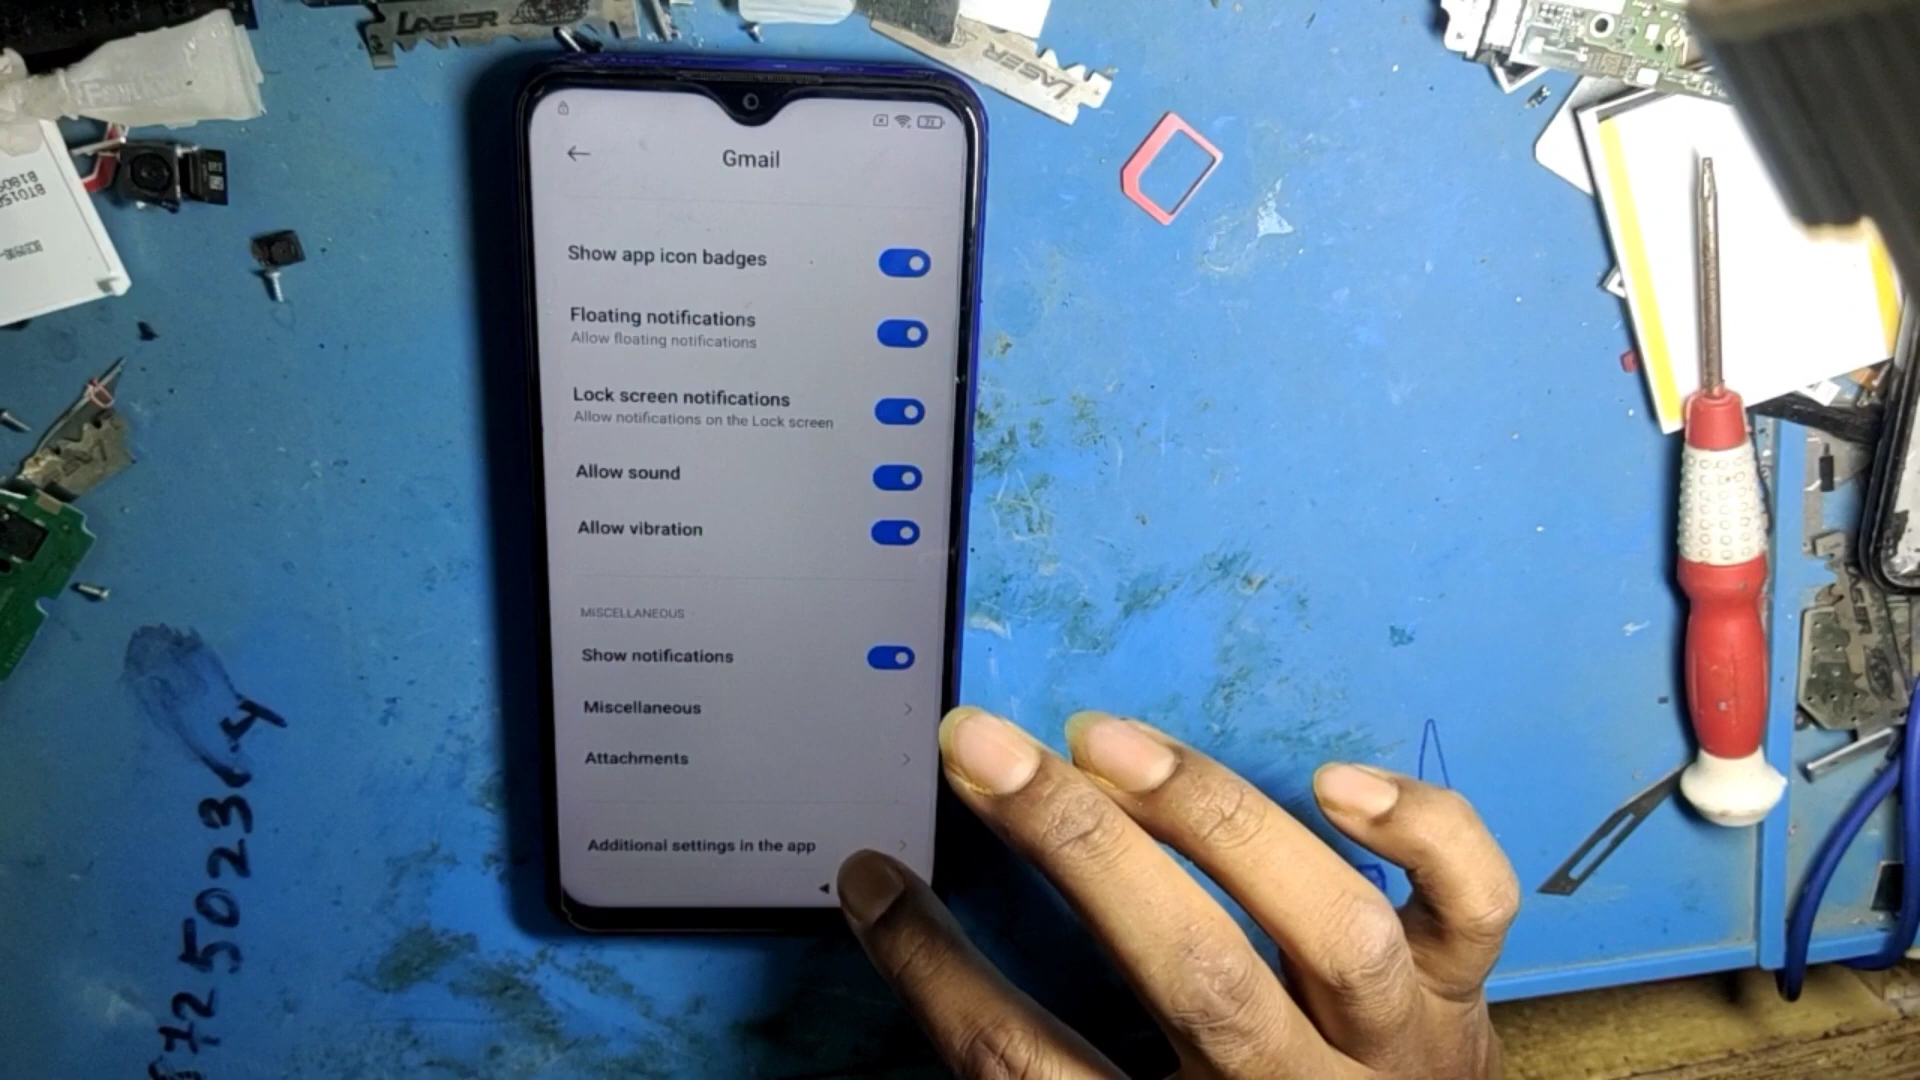 LASER
LASER
Gmail
Show app icon badges
Floating notifications
Allow floating notifications
Lock screen notifications
Allow notifications on the Lock screen
Allow sound
Allow vibration
MISCELLANEOUS
Show notifications
Miscellaneous
Attachments
Additional settings in the app
LASER